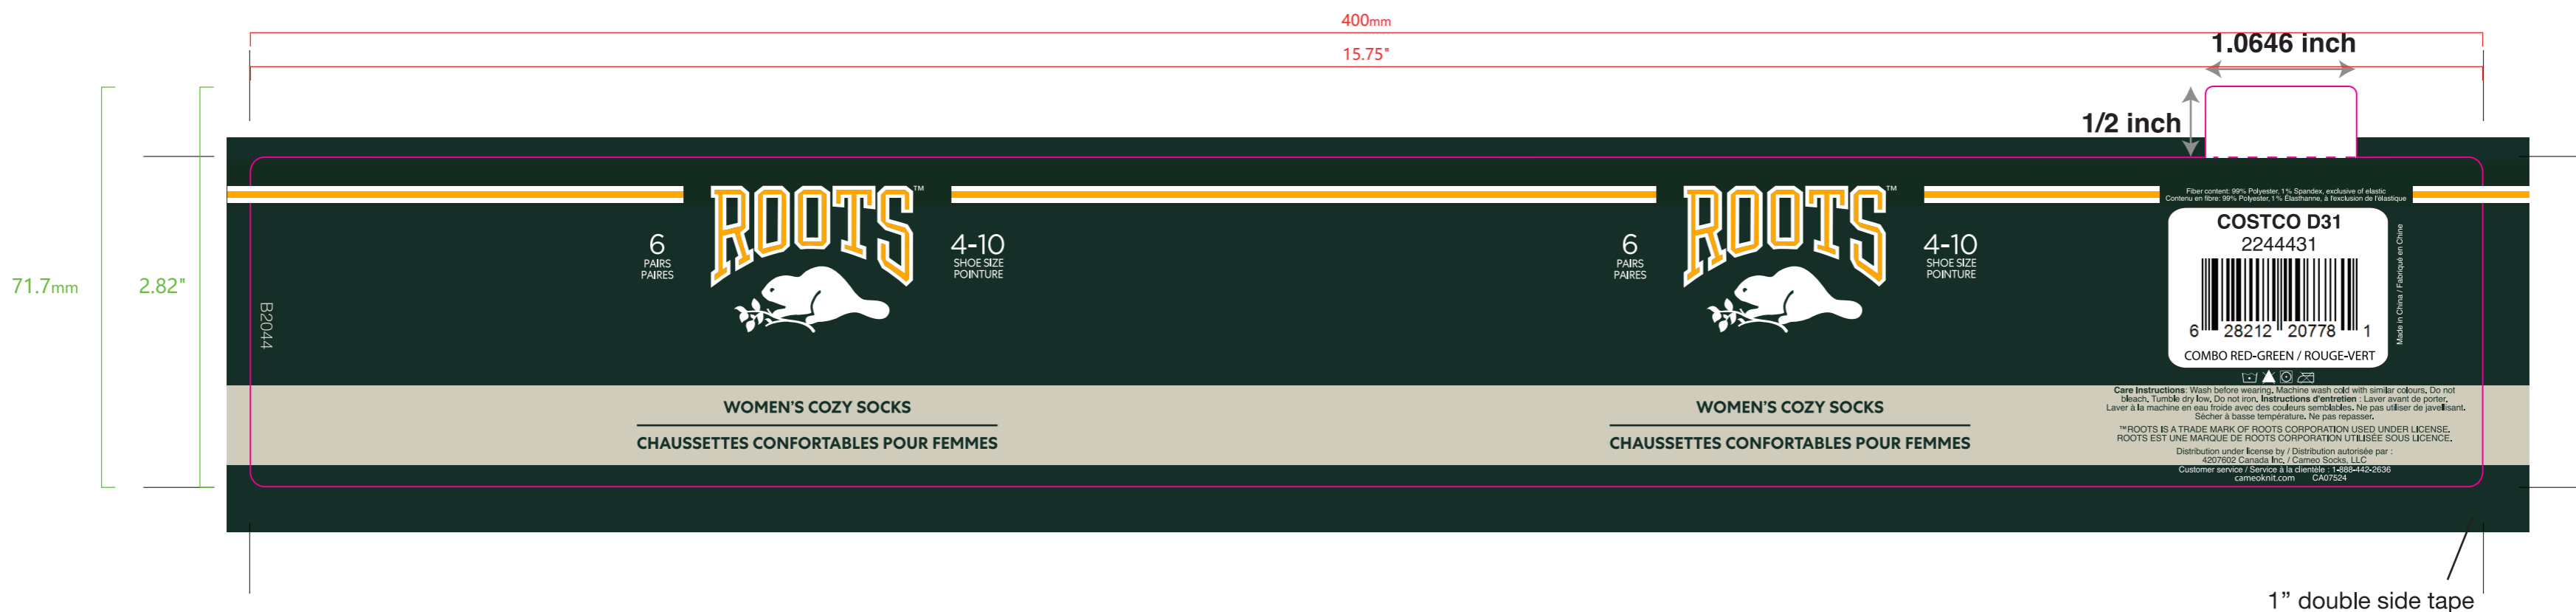 400mm
15.75"
1.0646 inch
1/2 inch
71.7mm
2.82"
B2044
6
PAIRS
PAIRES
ROOTS™
4-10
SHOE SIZE
POINTURE
WOMEN'S COZY SOCKS
CHAUSSETTES CONFORTABLES POUR FEMMES
6
PAIRS
PAIRES
ROOTS™
4-10
SHOE SIZE
POINTURE
WOMEN'S COZY SOCKS
CHAUSSETTES CONFORTABLES POUR FEMMES
Fiber content: 99% Polyester, 1% Spandex, exclusive of elastic
Contenu en fibre: 99% Polyester, 1% Élasthanne, à l'exclusion de l'élastique
COSTCO D31
2244431
6 28212 20778 1
COMBO RED-GREEN / ROUGE-VERT
Made in China / Fabriqué en Chine
Care Instructions: Wash before wearing. Machine wash cold with similar colours. Do not
bleach. Tumble dry low. Do not iron. Instructions d'entretien : Laver avant de porter.
Laver à la machine en eau froide avec des couleurs semblables. Ne pas utiliser de javellisant.
Sécher à basse température. Ne pas repasser.
™ROOTS IS A TRADE MARK OF ROOTS CORPORATION USED UNDER LICENSE.
ROOTS EST UNE MARQUE DE ROOTS CORPORATION UTILISÉE SOUS LICENCE.
Distribution under license by / Distribution autorisée par :
4207602 Canada Inc. / Cameo Socks, LLC
Customer service / Service à la clientèle : 1-888-442-2636
cameoknit.com CA07524
1” double side tape